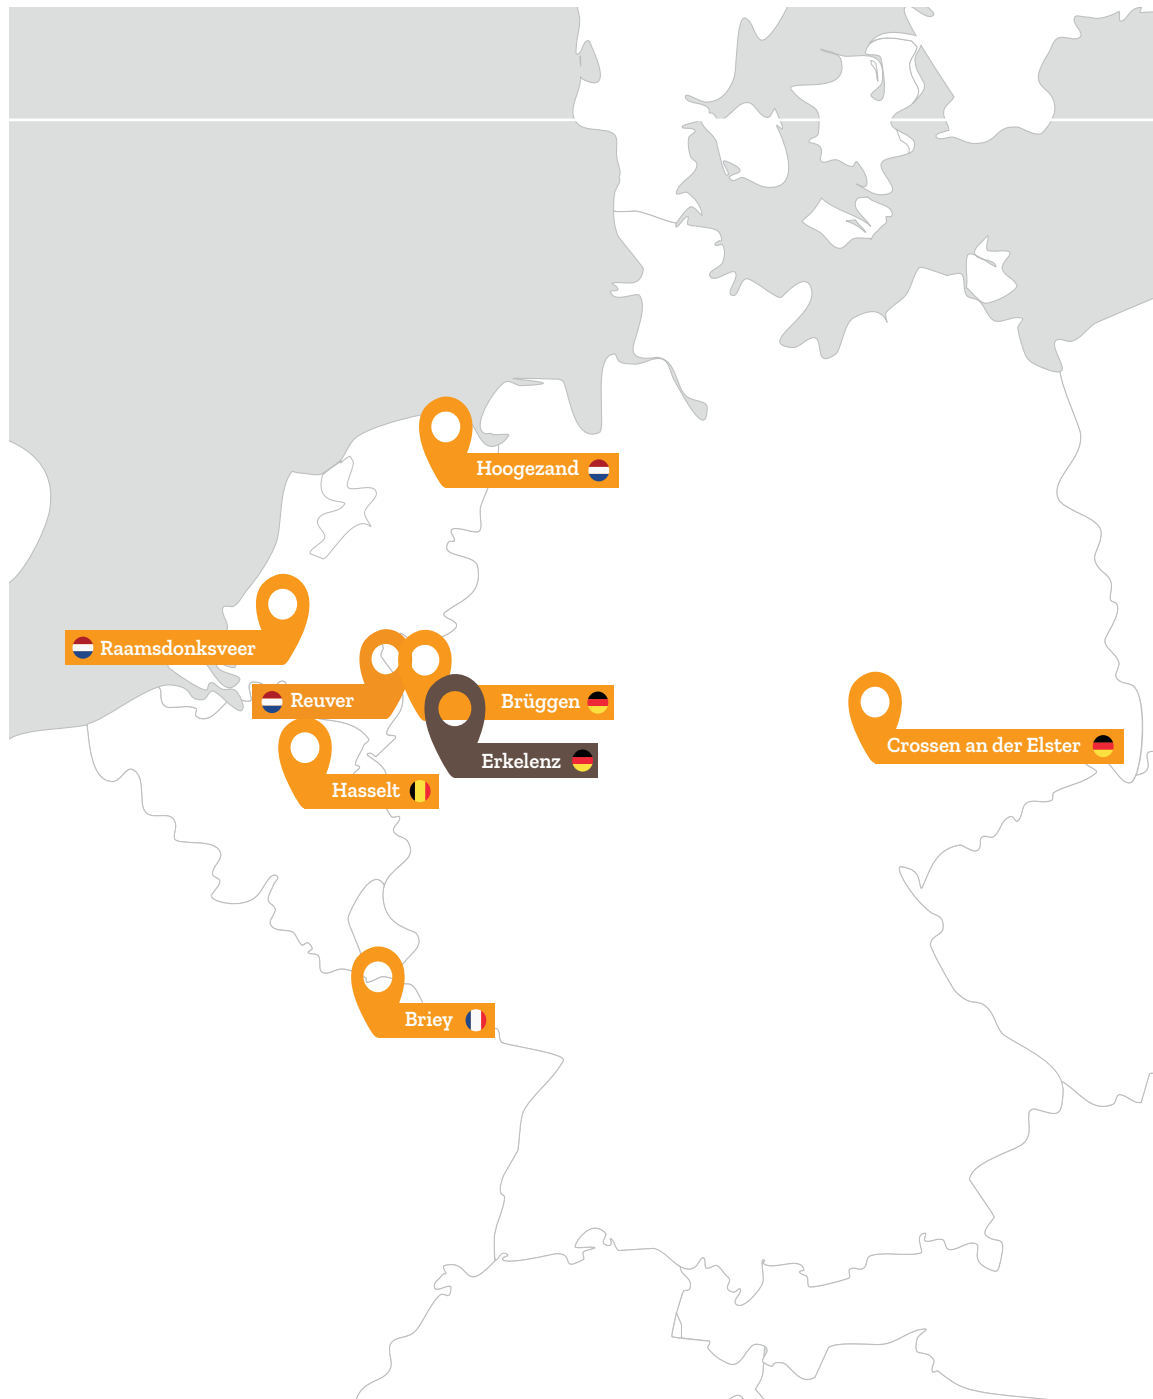 Hoogezand
Raamsdonksveer
Reuver
Brüggen
Crossen an der Elster
Erkelenz
Hasselt
Briey